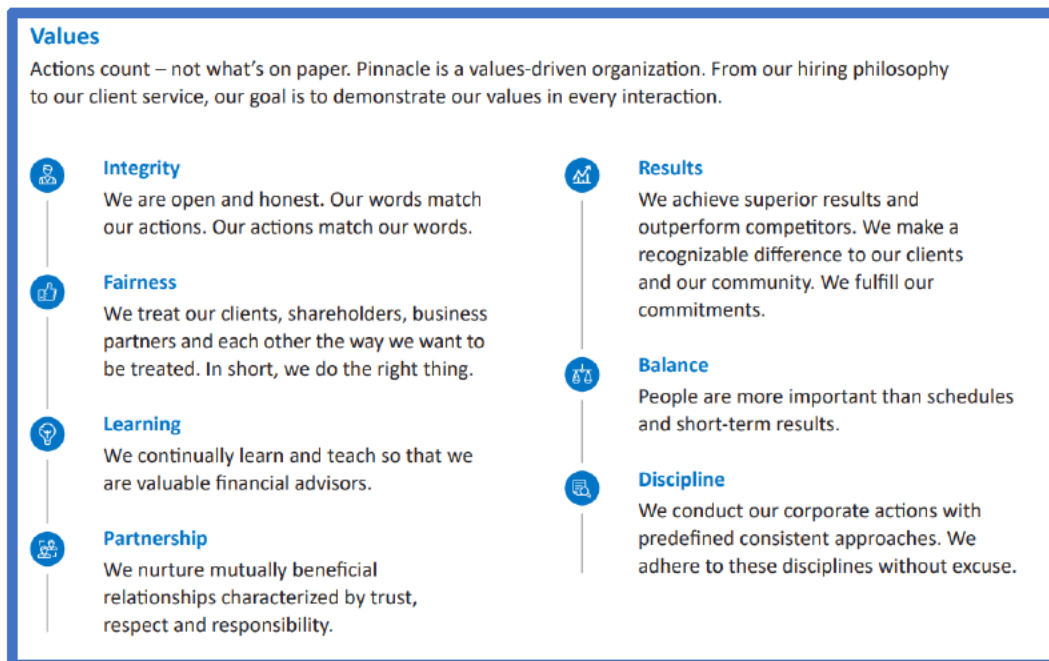 Values
Actions count – not what's on paper. Pinnacle is a values-driven organization. From our hiring philosophy
to our client service, our goal is to demonstrate our values in every interaction.
Integrity
We are open and honest. Our words match
our actions. Our actions match our words.
Fairness
We treat our clients, shareholders, business
partners and each other the way we want to
be treated. In short, we do the right thing.
Learning
We continually learn and teach so that we
are valuable financial advisors.
Partnership
We nurture mutually beneficial
relationships characterized by trust,
respect and responsibility.
Results
We achieve superior results and
outperform competitors. We make a
recognizable difference to our clients
and our community. We fulfill our
commitments.
Balance
People are more important than schedules
and short-term results.
Discipline
We conduct our corporate actions with
predefined consistent approaches. We
adhere to these disciplines without excuse.